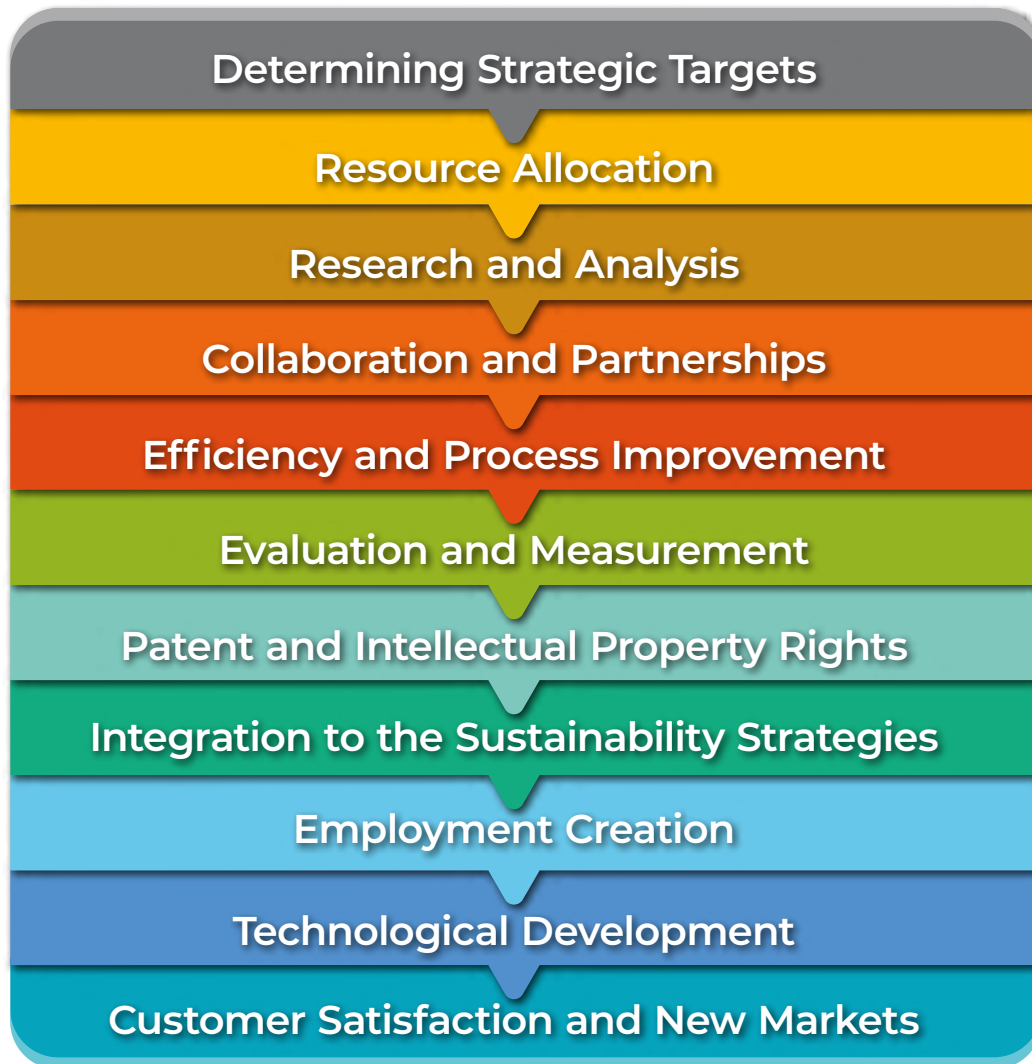 Determining Strategic Targets
Resource Allocation
Research and Analysis
Collaboration and Partnerships
Efficiency and Process Improvement
Evaluation and Measurement
Patent and Intellectual Property Rights
Integration to the Sustainability Strategies
Employment Creation
Technological Development
Customer Satisfaction and New Markets